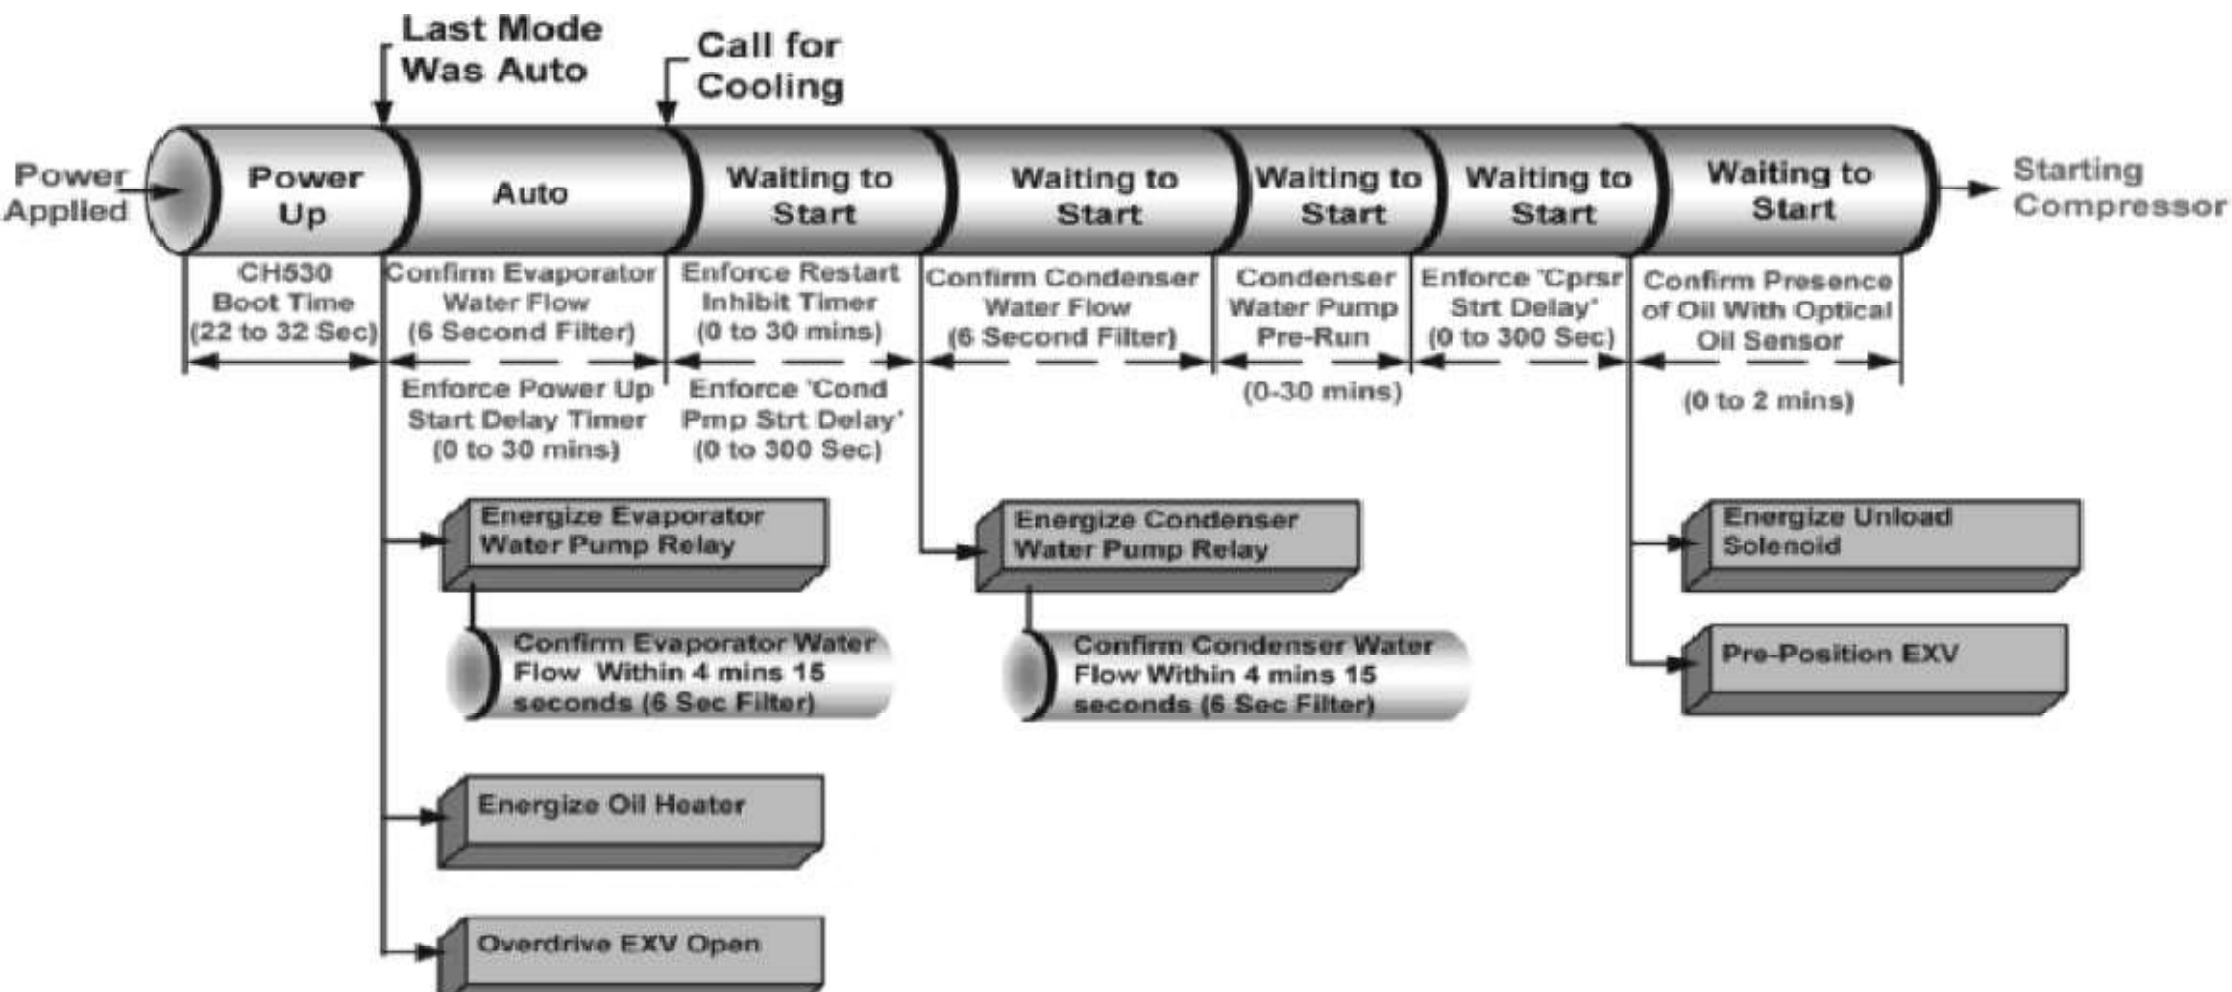 Last Mode
Was Auto
Call for
Cooling
Power
Applied
Power
Up
Auto
Waiting to
Start
Waiting to
Start
Waiting to
Start
Waiting to
Start
Waiting to
Start
Starting
Compressor
CH530
Boot Time
(22 to 32 Sec)
Confirm Evaporator
Water Flow
(6 Second Filter)
Enforce Power Up
Start Delay Timer
(0 to 30 mins)
Enforce Restart
Inhibit Timer
(0 to 30 mins)
Enforce 'Cond
Pmp Strt Delay'
(0 to 300 Sec)
Confirm Condenser
Water Flow
(6 Second Filter)
Condenser
Water Pump
Pre-Run
(0-30 mins)
Enforce 'Cprsr
Strt Delay'
(0 to 300 Sec)
Confirm Presence
of Oil With Optical
Oil Sensor
(0 to 2 mins)
Energize Evaporator
Water Pump Relay
Confirm Evaporator Water
Flow Within 4 mins 15
seconds (6 Sec Filter)
Energize Oil Heater
Overdrive EXV Open
Energize Condenser
Water Pump Relay
Confirm Condenser Water
Flow Within 4 mins 15
seconds (6 Sec Filter)
Energize Unload
Solenoid
Pre-Position EXV